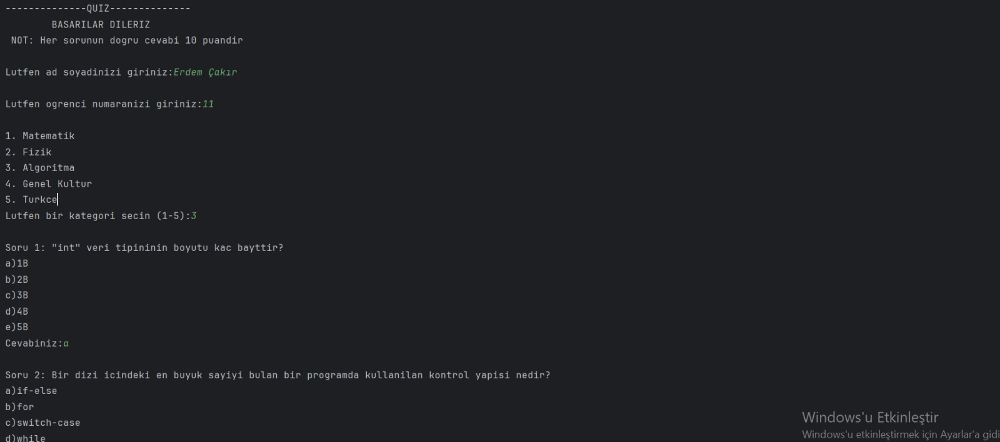 --------------QUIZ--------------
BASARILAR DILERIZ
NOT: Her sorunun dogru cevabi 10 puandir
Lutfen ad soyadinizi giriniz:Erdem Çakır
Lutfen ogrenci numaranizi giriniz:11
1. Matematik
2. Fizik
3. Algoritma
4. Genel Kultur
5. Turkce
Lutfen bir kategori secin (1-5):3
Soru 1: "int" veri tipininin boyutu kac bayttir?
a)1B
b)2B
c)3B
d)4B
e)5B
Cevabiniz:a
Soru 2: Bir dizi icindeki en buyuk sayiyi bulan bir programda kullanilan kontrol yapisi nedir?
a)if-else
b)for
c)switch-case
d)while
Windows'u Etkinleştir
Windows'u etkinleştirmek için Ayarlar'a gidi